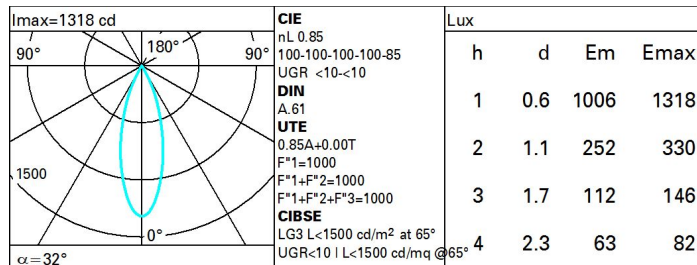 Imax=1318 cd
90°
180°
90°
1500
0°
α=32°
CIE
nL 0.85
100-100-100-100-85
UGR <10-<10
DIN
A.61
UTE
0.85A+0.00T
F"1=1000
F"1+F"2=1000
F"1+F"2+F"3=1000
CIBSE
LG3 L<1500 cd/m² at 65°
UGR<10 | L<1500 cd/mq @65°
Lux
h d Em Emax
1 0.6 1006 1318
2 1.1 252 330
3 1.7 112 146
4 2.3 63 82